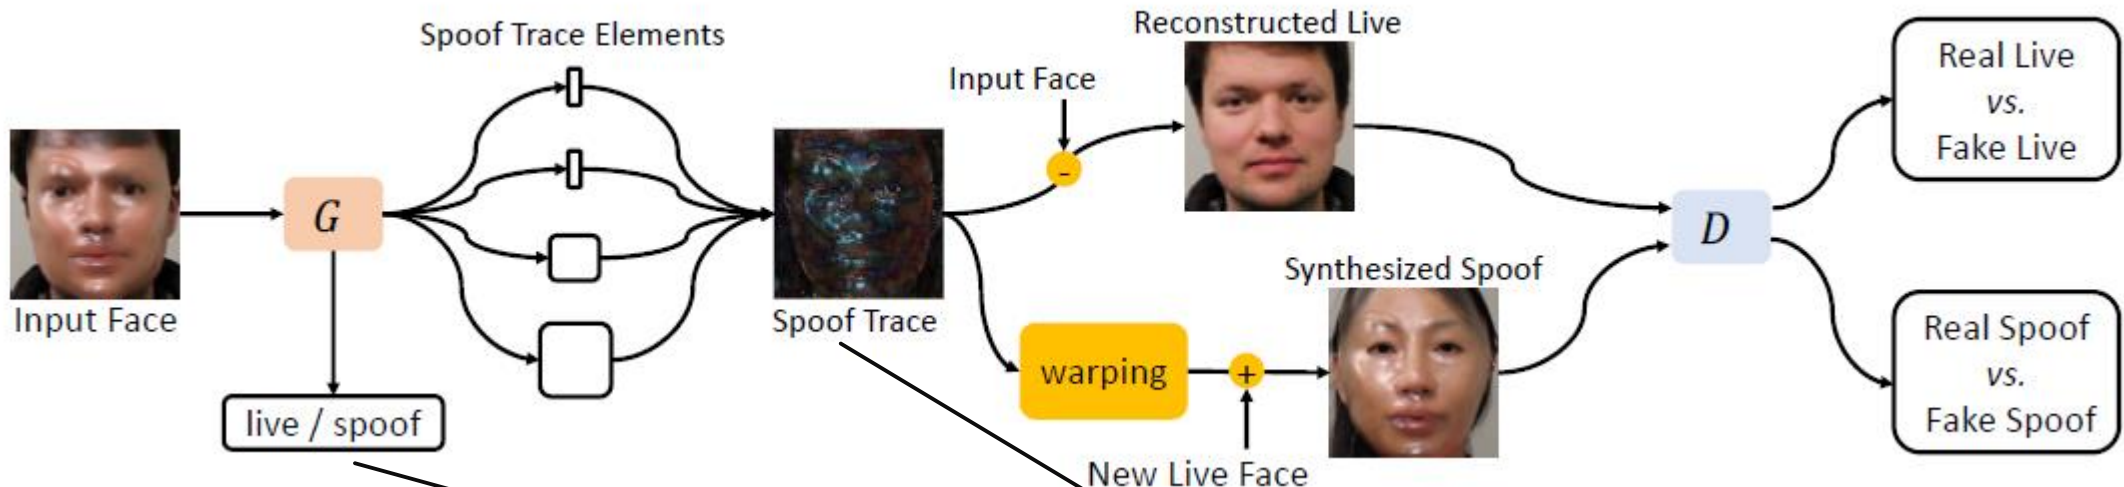 Spoof Trace Elements
Reconstructed Live
Input Face
Real Live
vs.
Fake Live
G
D
Input Face
Spoof Trace
Synthesized Spoof
-
warping
+
live / spoof
New Live Face
Real Spoof
vs.
Fake Spoof